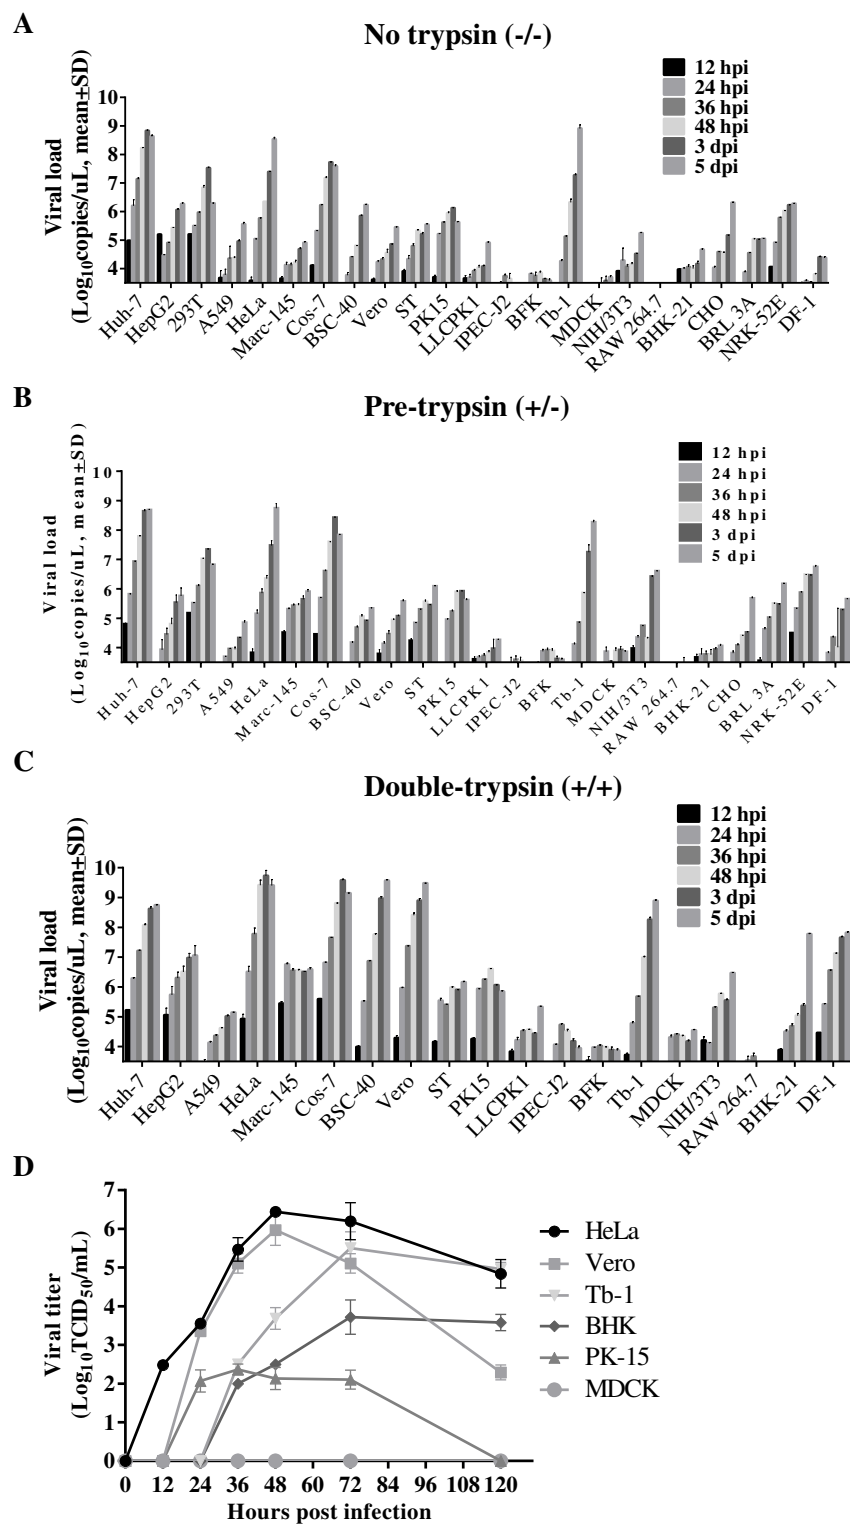 A
No trypsin (-/-)
12 hpi
24 hpi
36 hpi
48 hpi
3 dpi
5 dpi
Viral load
(Log10copies/uL, mean±SD)
10
9
8
7
6
5
4
Huh-7
HepG2
293T
A549
HeLa
Marc-145
Cos-7
BSC-40
Vero
ST
PK15
LLCPK1
IPEC-J2
BFK
Tb-1
MDCK
NIH/3T3
RAW 264.7
BHK-21
CHO
BRL 3A
NRK-52E
DF-1
B
Pre-trypsin (+/-)
12 hpi
24 hpi
36 hpi
48 hpi
3 dpi
5 dpi
Viral load
(Log10copies/uL, mean±SD)
10
9
8
7
6
5
4
Huh-7
HepG2
293T
A549
HeLa
Marc-145
Cos-7
BSC-40
Vero
ST
PK15
LLCPK1
IPEC-J2
BFK
Tb-1
MDCK
NIH/3T3
RAW 264.7
BHK-21
CHO
BRL 3A
NRK-52E
DF-1
C
Double-trypsin (+/+)
12 hpi
24 hpi
36 hpi
48 hpi
3 dpi
5 dpi
Viral load
(Log10copies/uL, mean±SD)
10
9
8
7
6
5
4
Huh-7
HepG2
A549
HeLa
Marc-145
Cos-7
BSC-40
Vero
ST
PK15
LLCPK1
IPEC-J2
BFK
Tb-1
MDCK
NIH/3T3
RAW 264.7
BHK-21
DF-1
D
Viral titer
(Log10TCID50/mL)
7
6
5
4
3
2
1
0
0 12 24 36 48 60 72 84 96 108 120
Hours post infection
HeLa
Vero
Tb-1
BHK
PK-15
MDCK